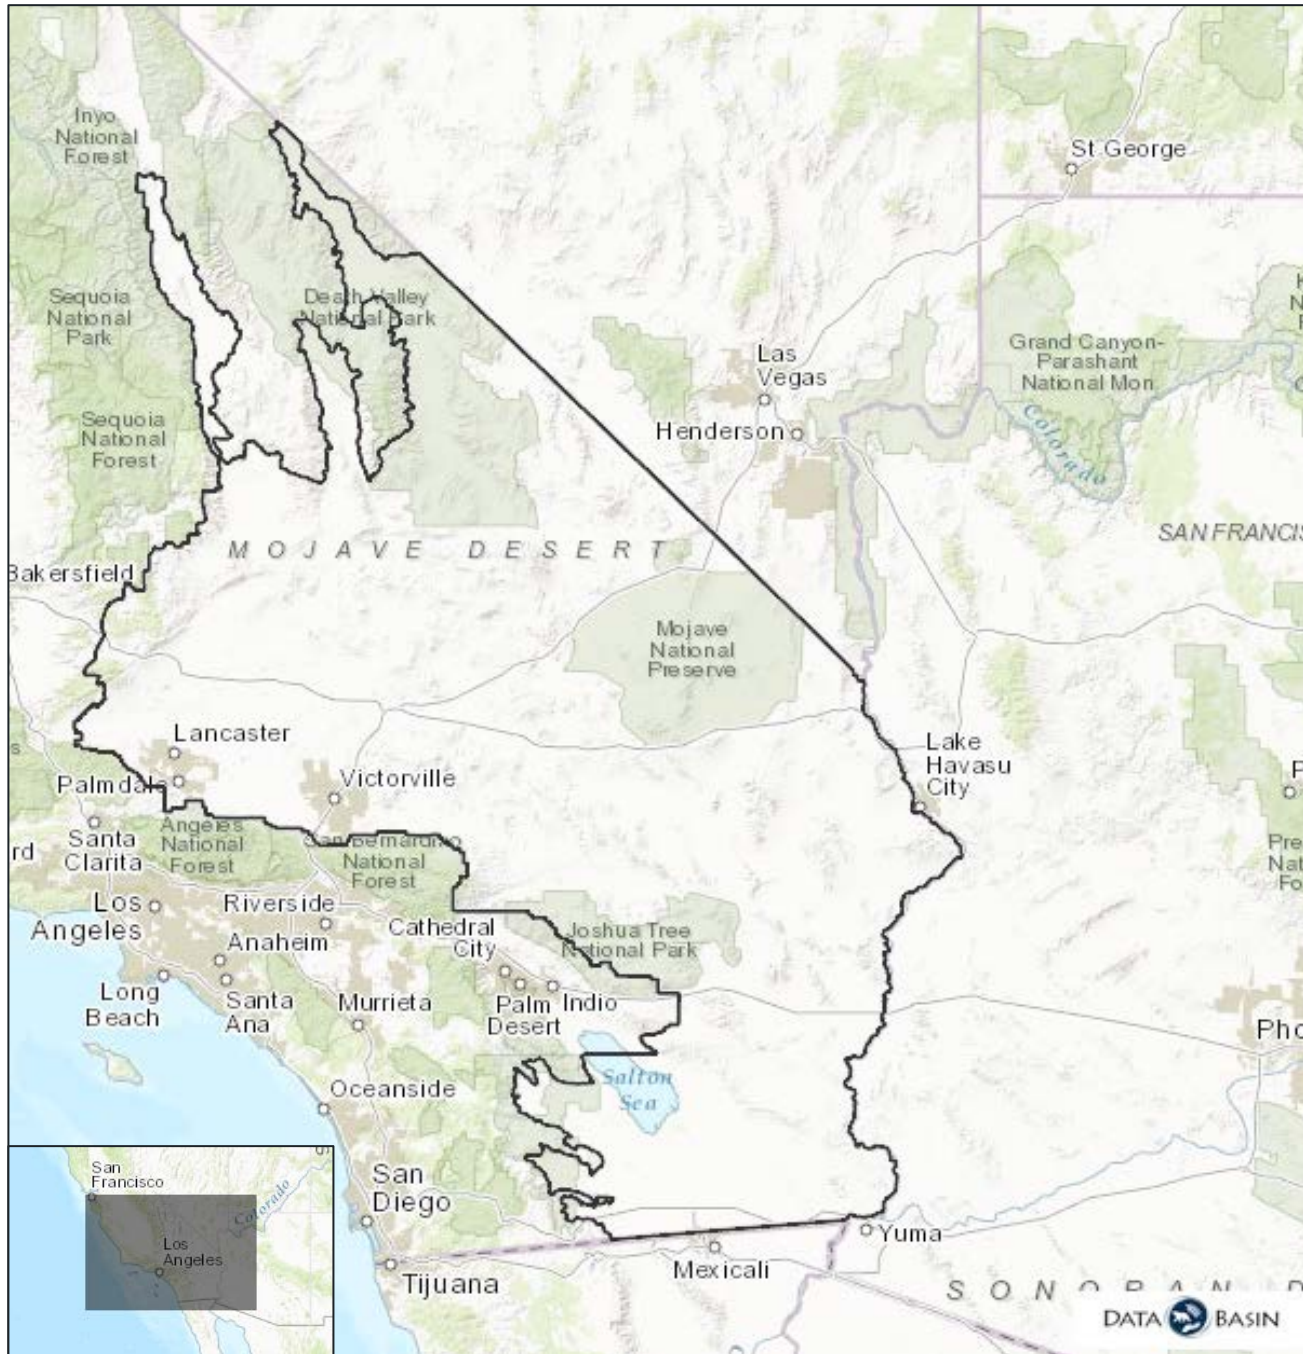 Inyo
National
Forest
St George
Sequoia
National
Park
Death Valley
National Park
Grand Canyon-
Parashant
National Mon
Las
Vegas
Sequoia
National
Forest
Henderson
Colorado
MOJAVE DESERT
SAN FRANCIS
Bakersfield
Mojave
National
Preserve
Lancaster
Lake
Havasu
City
Palmdale
Victorville
P
Santa
Clarita
Angeles
National
Forest
San Bernardino
National
Forest
rd
Pre
Nat
Fo
Los
Angeles
Riverside
Cathedral
City
Joshua Tree
National Park
Anaheim
Long
Beach
Santa
Ana
Murrieta
Palm
Desert
Indio
Pho
Oceanside
Salton
Sea
San
Diego
Yuma
Tijuana
Mexicali
SONORAN D
San
Francisco
Colorado
Los
Angeles
DATA BASIN